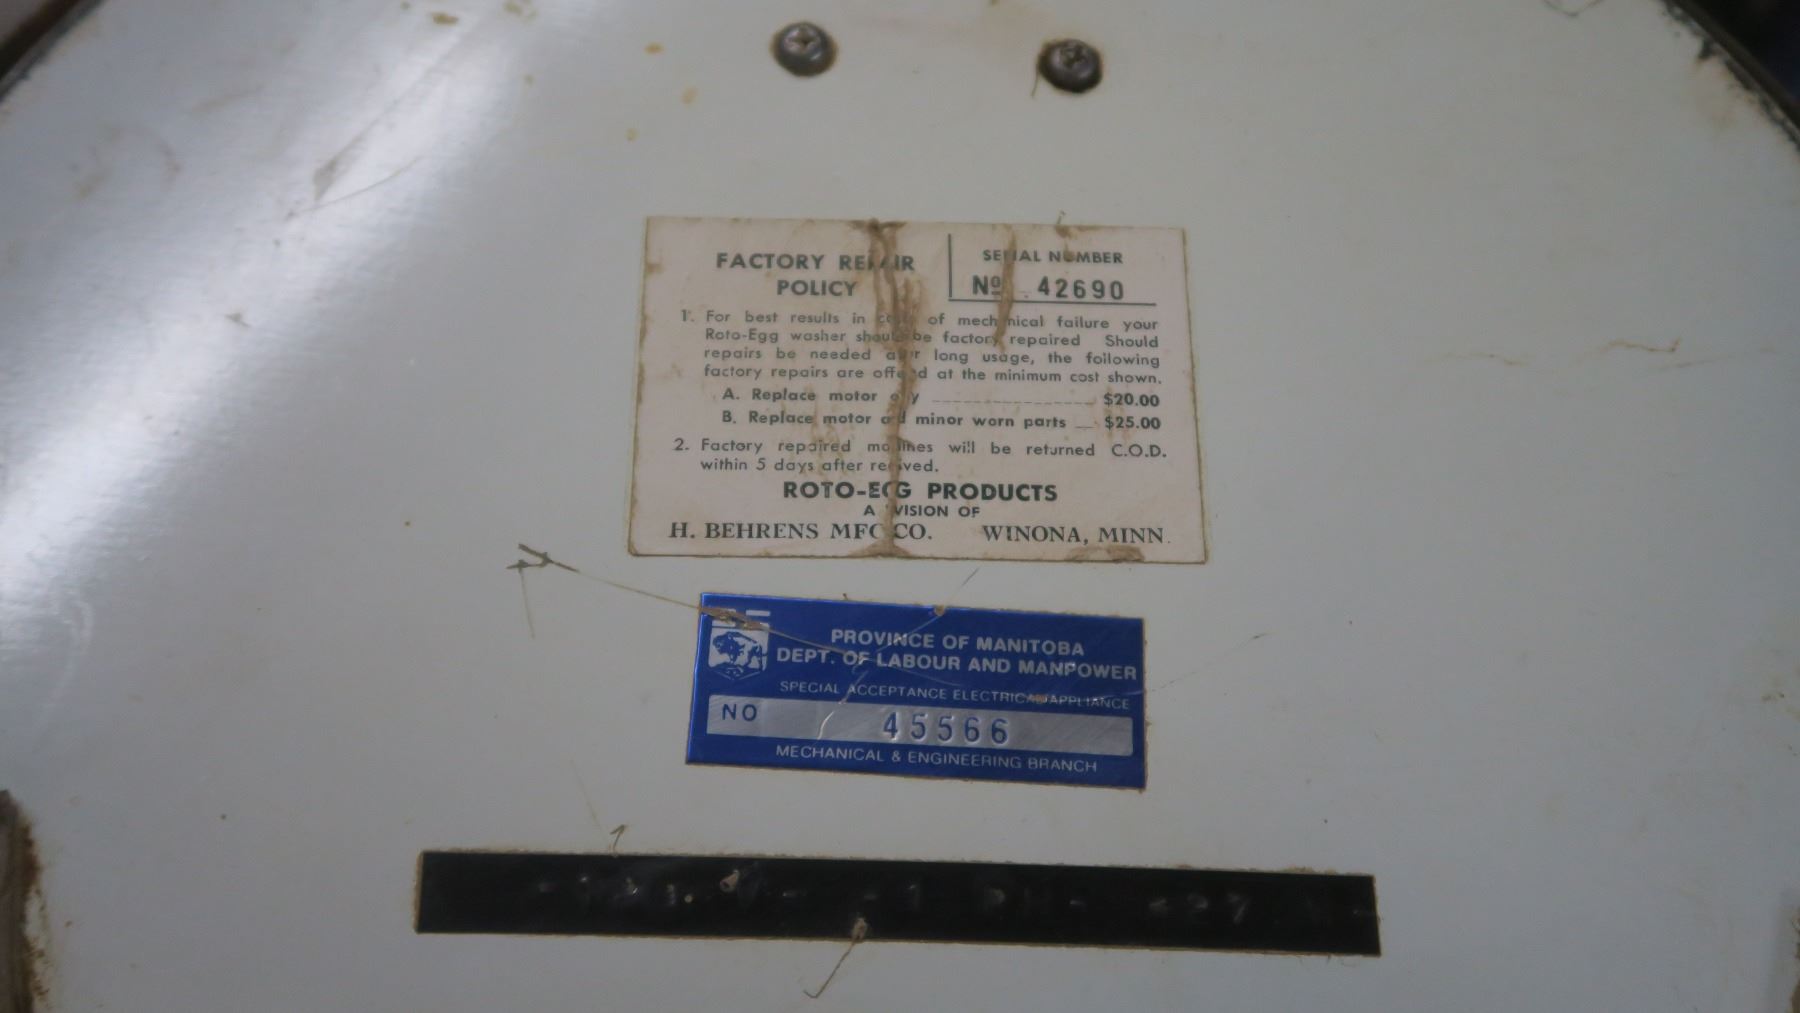 FACTORY REPAIR
POLICY
SERIAL NUMBER
Nº 42690
1. For best results in case of mechanical failure your
Roto-Egg washer should be factory repaired Should
repairs be needed after long usage, the following
factory repairs are offered at the minimum cost shown.
A. Replace motor only $20.00
B. Replace motor and minor worn parts $25.00
2. Factory repaired machines will be returned C.O.D.
within 5 days after received.
ROTO-EGG PRODUCTS
A DIVISION OF
H. BEHRENS MFG CO. WINONA, MINN.
PROVINCE OF MANITOBA
DEPT. OF LABOUR AND MANPOWER
SPECIAL ACCEPTANCE ELECTRICAL APPLIANCE
NO 45566
MECHANICAL & ENGINEERING BRANCH